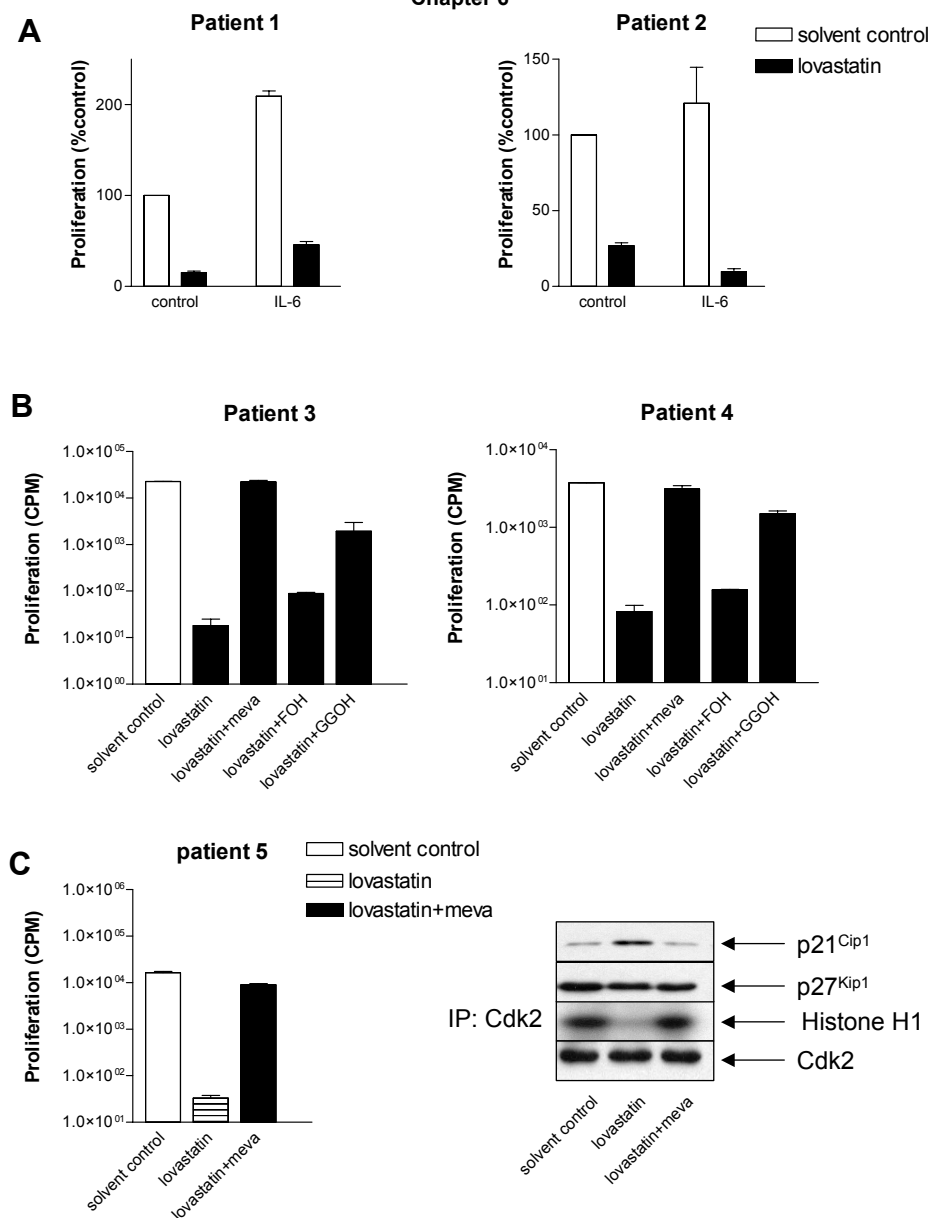 Chapter 6
A
Patient 1
Patient 2
solvent control
lovastatin
Proliferation (%control)
200
100
0
control
IL-6
Proliferation (%control)
150
100
50
0
control
IL-6
B
Patient 3
Patient 4
Proliferation (CPM)
1.0×10 05
1.0×10 04
1.0×10 03
1.0×10 02
1.0×10 01
1.0×10 00
solvent control
lovastatin
lovastatin+meva
lovastatin+FOH
lovastatin+GGOH
Proliferation (CPM)
1.0×10 04
1.0×10 03
1.0×10 02
1.0×10 01
solvent control
lovastatin
lovastatin+meva
lovastatin+FOH
lovastatin+GGOH
C
patient 5
solvent control
lovastatin
lovastatin+meva
Proliferation (CPM)
1.0×10 06
1.0×10 05
1.0×10 04
1.0×10 03
1.0×10 02
1.0×10 01
solvent control
lovastatin
lovastatin+meva
IP: Cdk2
p21Cip1
p27Kip1
Histone H1
Cdk2
solvent control
lovastatin
lovastatin+meva